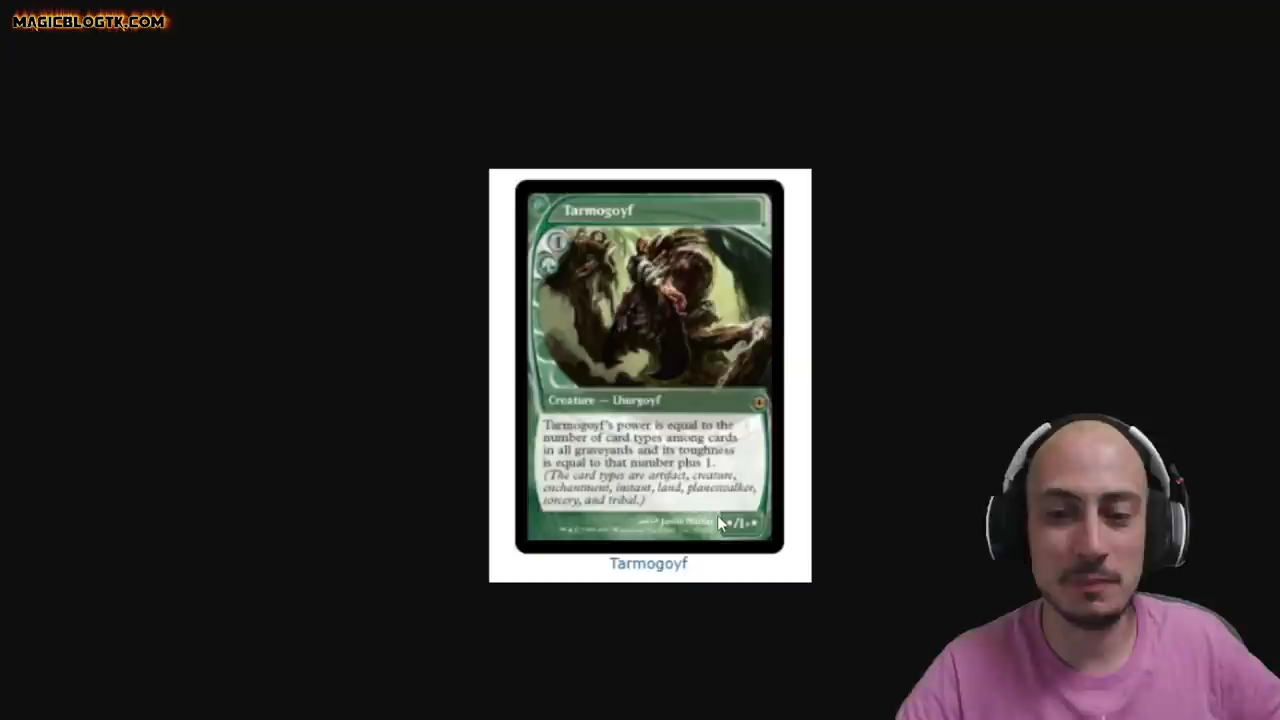 MAGICBLOGTK.COM
Tarmogoyf
1
Creature — Lhurgoyf
Tarmogoyf's power is equal to the
number of card types among cards
in all graveyards and its toughness
is equal to that number plus 1.
(The card types are artifact, creature,
enchantment, instant, land, planeswalker,
sorcery, and tribal.)
*/1+*
Tarmogoyf